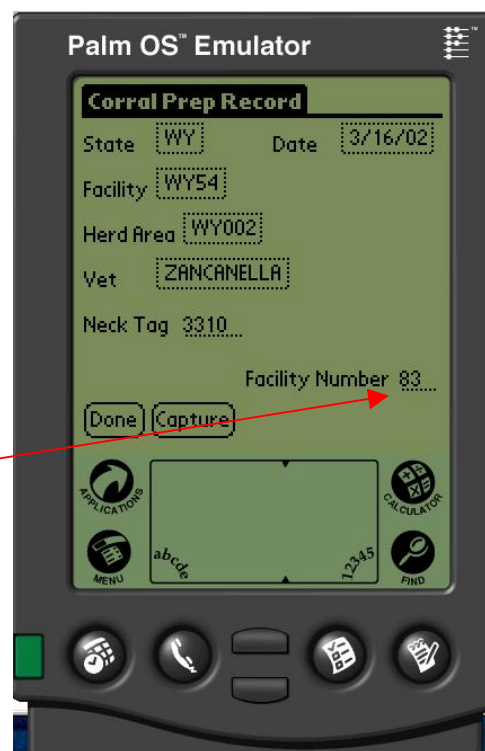 Palm OS™ Emulator
™
Corral Prep Record
State WY Date 3/16/02
Facility WY54
Herd Area WY002
Vet ZANCANELLA
Neck Tag 3310
Facility Number 83
Done Capture
APPLICATIONS CALCULATOR
MENU abcde 12345 FIND